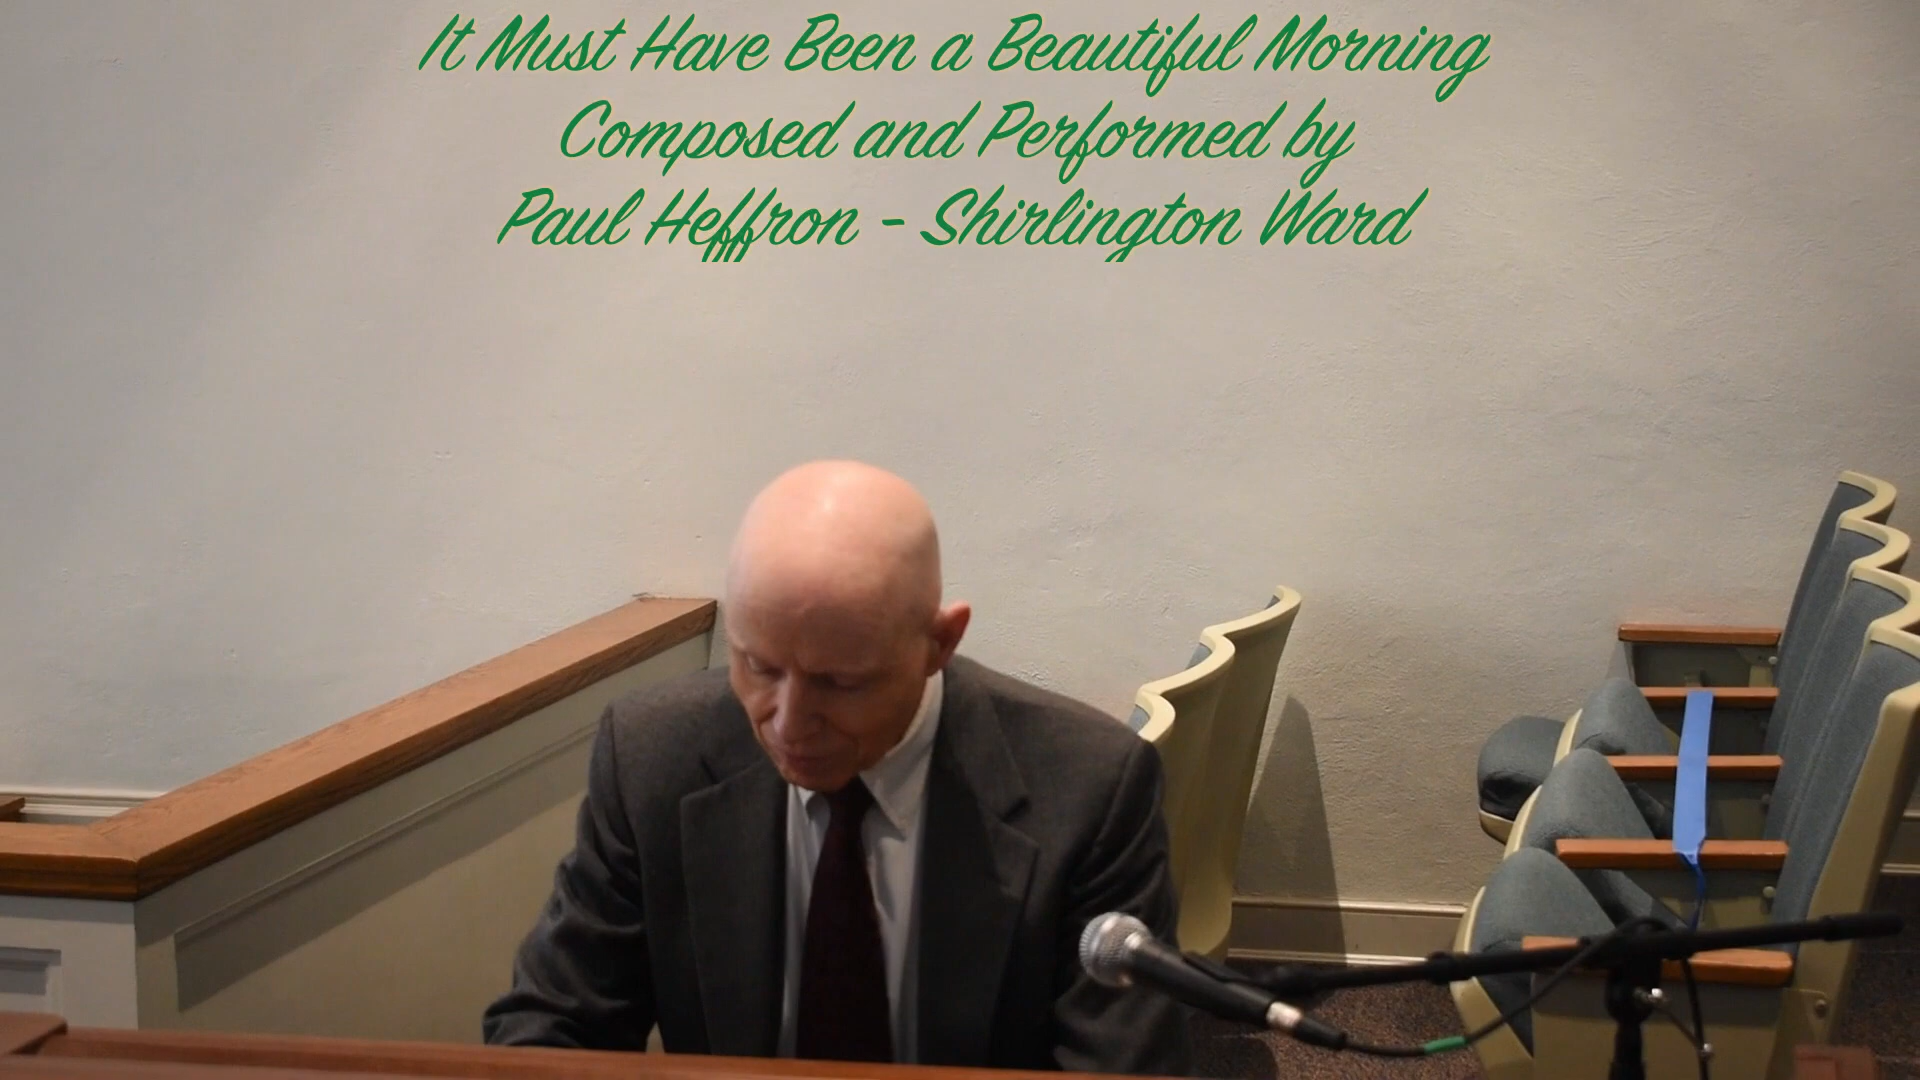 It Must Have Been a Beautiful Morning
Composed and Performed by
Paul Heffron - Shirlington Ward